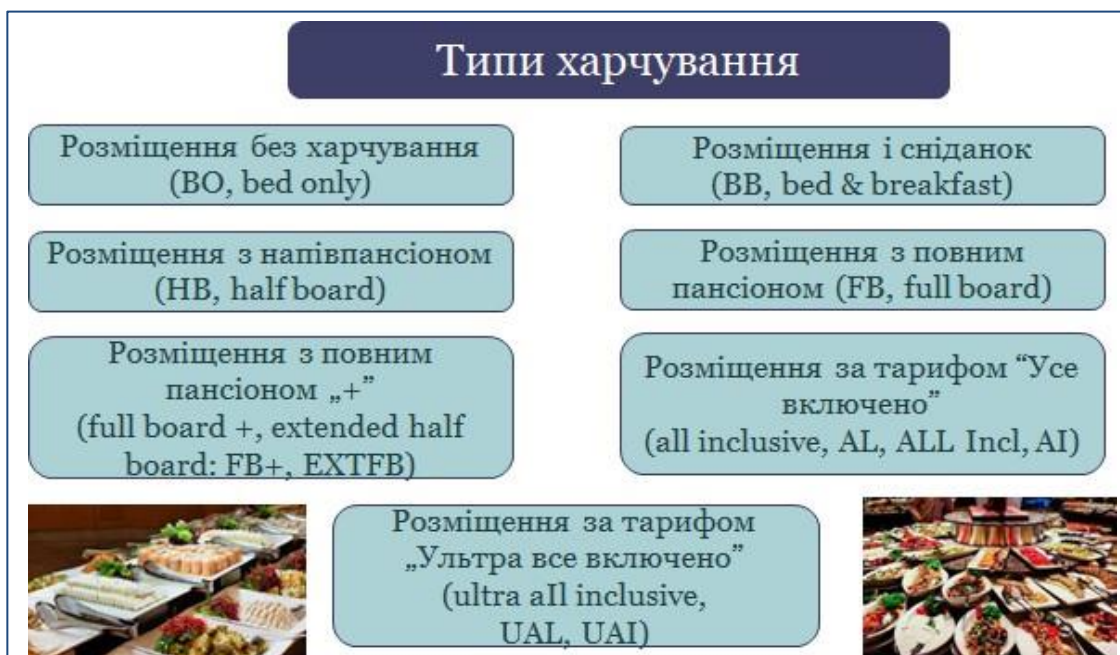 Типи харчування
Розміщення без харчування
(BO, bed only)
Розміщення і сніданок
(BB, bed & breakfast)
Розміщення з напівпансіоном
(HB, half board)
Розміщення з повним
пансіоном (FB, full board)
Розміщення з повним
пансіоном „+”
(full board +, extended half
board: FB+, EXTFB)
Розміщення за тарифом “Усе
включено”
(all inclusive, AL, ALL Incl, AI)
Розміщення за тарифом
„Ультра все включено”
(ultra aIl inclusive,
UAL, UAI)